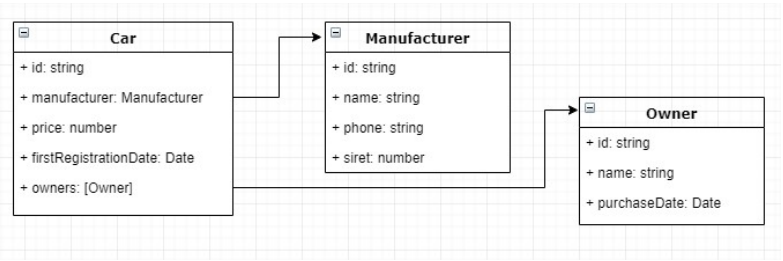 Car
+ id: string
+ manufacturer: Manufacturer
+ price: number
+ firstRegistrationDate: Date
+ owners: [Owner]
Manufacturer
+ id: string
+ name: string
+ phone: string
+ siret: number
Owner
+ id: string
+ name: string
+ purchaseDate: Date